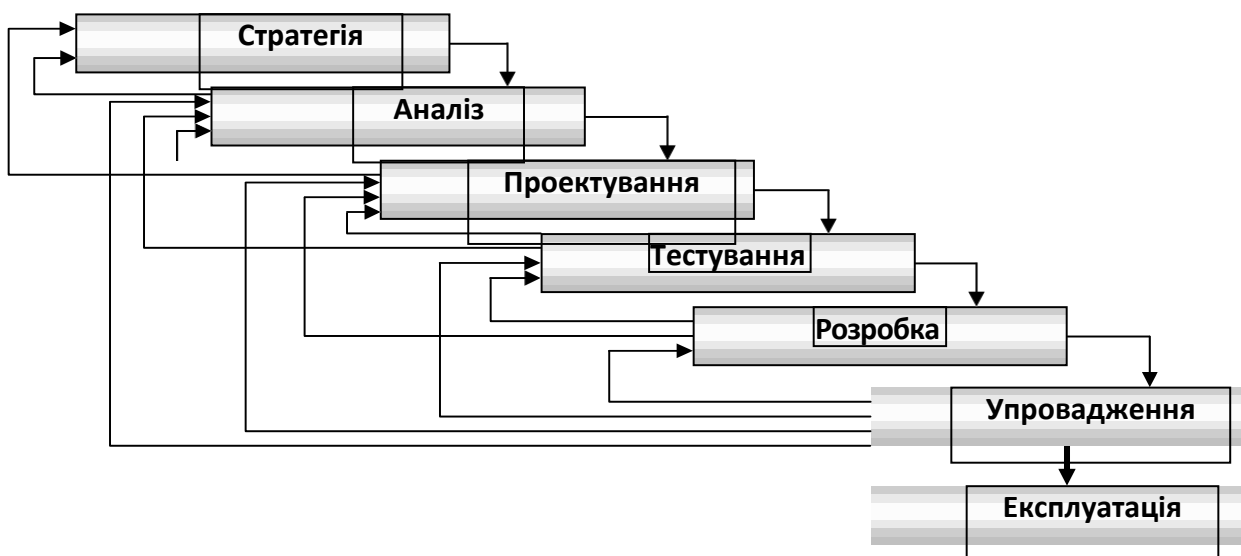 Стратегія
Аналіз
Проектування
Тестування
Розробка
Упровадження
Експлуатація